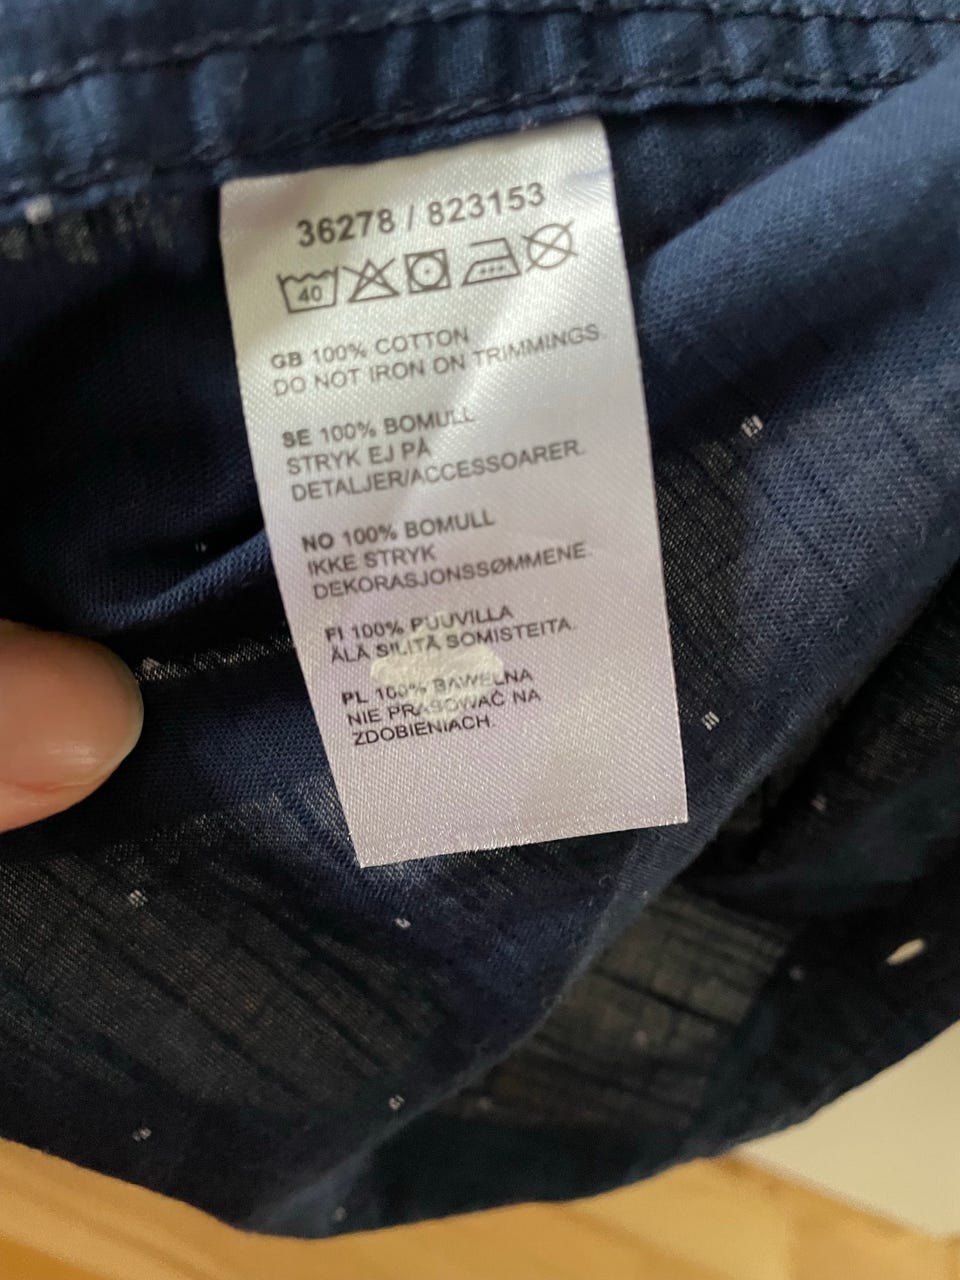 36278 / 823153
40
GB 100% COTTON
DO NOT IRON ON TRIMMINGS.
SE 100% BOMULL
STRYK EJ PÅ
DETALJER/ACCESSOARER.
NO 100% BOMULL
IKKE STRYK
DEKORASJONSSØMMENE.
FI 100% PUUVILLA
ÄLÄ SILITÄ SOMISTEITA.
PL 100% BAWEŁNA
NIE PRASOWAĆ NA
ZDOBIENIACH.